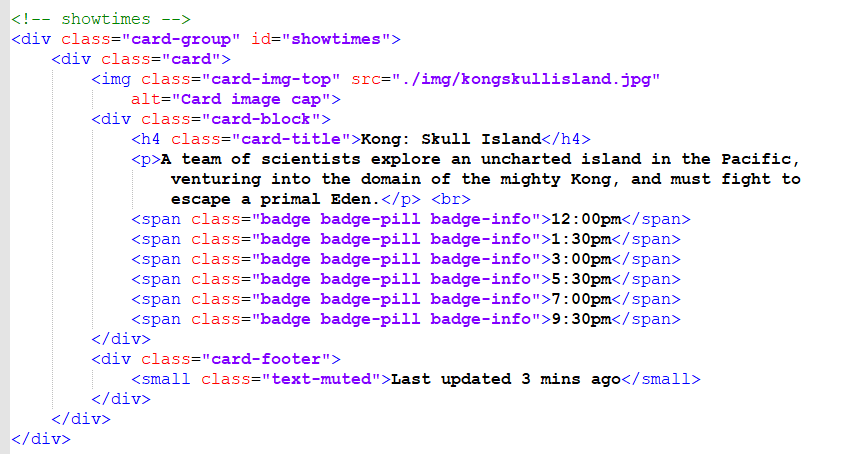 <!-- showtimes -->
<div class="card-group" id="showtimes">
    <div class="card">
        <img class="card-img-top" src="./img/kongskullisland.jpg"
            alt="Card image cap">
        <div class="card-block">
            <h4 class="card-title">Kong: Skull Island</h4>
            <p>A team of scientists explore an uncharted island in the Pacific,
                venturing into the domain of the mighty Kong, and must fight to
                escape a primal Eden.</p> <br>
            <span class="badge badge-pill badge-info">12:00pm</span>
            <span class="badge badge-pill badge-info">1:30pm</span>
            <span class="badge badge-pill badge-info">3:00pm</span>
            <span class="badge badge-pill badge-info">5:30pm</span>
            <span class="badge badge-pill badge-info">7:00pm</span>
            <span class="badge badge-pill badge-info">9:30pm</span>
        </div>
        <div class="card-footer">
            <small class="text-muted">Last updated 3 mins ago</small>
        </div>
    </div>
</div>